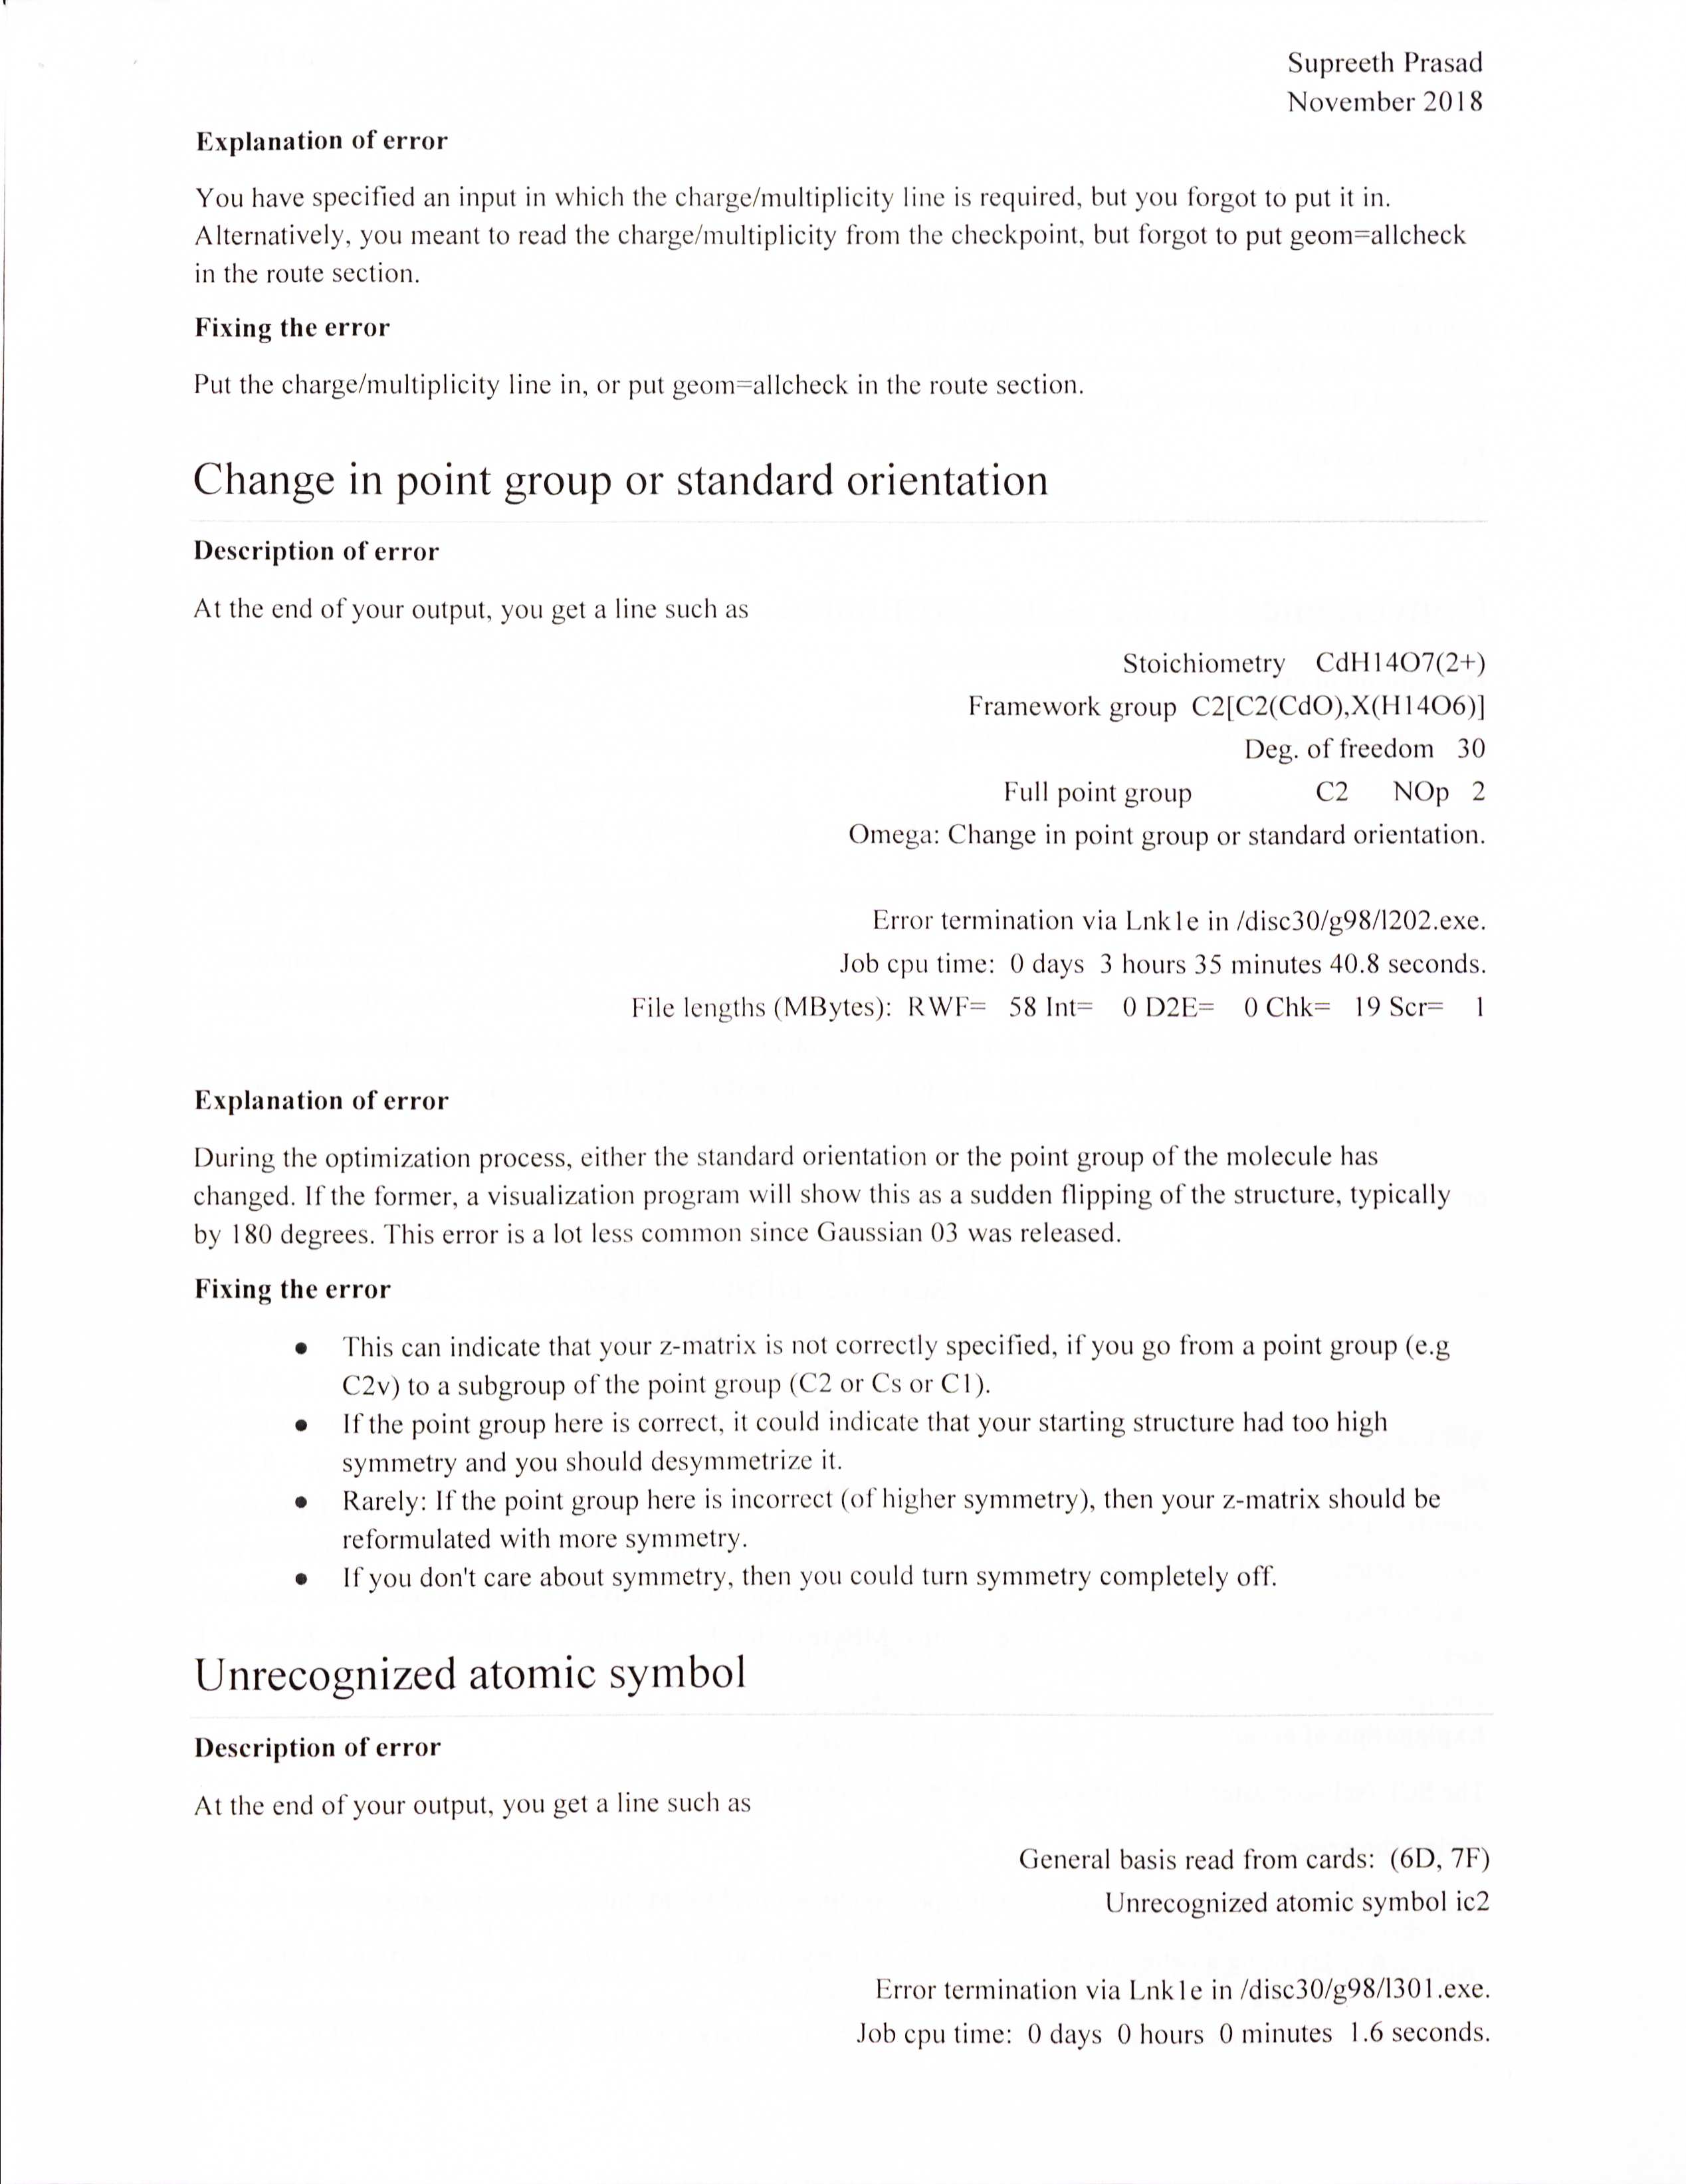 Supreeth Prasad
November 2018
Explanation of error
You have specified an input in which the charge/multiplicity line is required, but you forgot to put it in.
Alternatively, you meant to read the charge/multiplicity from the checkpoint, but forgot to put geom=allcheck
in the route section.
Fixing the error
Put the charge/multiplicity line in, or put geom=allcheck in the route section.
Change in point group or standard orientation
Description of error
At the end of your output, you get a line such as
Stoichiometry CdH14O7(2+)
Framework group C2[C2(CdO),X(H14O6)]
Deg. of freedom 30
Full point group C2 NOp 2
Omega: Change in point group or standard orientation.
Error termination via Lnk1e in /disc30/g98/l202.exe.
Job cpu time: 0 days 3 hours 35 minutes 40.8 seconds.
File lengths (MBytes): RWF= 58 Int= 0 D2E= 0 Chk= 19 Scr= 1
Explanation of error
During the optimization process, either the standard orientation or the point group of the molecule has
changed. If the former, a visualization program will show this as a sudden flipping of the structure, typically
by 180 degrees. This error is a lot less common since Gaussian 03 was released.
Fixing the error
• This can indicate that your z-matrix is not correctly specified, if you go from a point group (e.g
C2v) to a subgroup of the point group (C2 or Cs or C1).
• If the point group here is correct, it could indicate that your starting structure had too high
symmetry and you should desymmetrize it.
• Rarely: If the point group here is incorrect (of higher symmetry), then your z-matrix should be
reformulated with more symmetry.
• If you don't care about symmetry, then you could turn symmetry completely off.
Unrecognized atomic symbol
Description of error
At the end of your output, you get a line such as
General basis read from cards: (6D, 7F)
Unrecognized atomic symbol ic2
Error termination via Lnk1e in /disc30/g98/l301.exe.
Job cpu time: 0 days 0 hours 0 minutes 1.6 seconds.